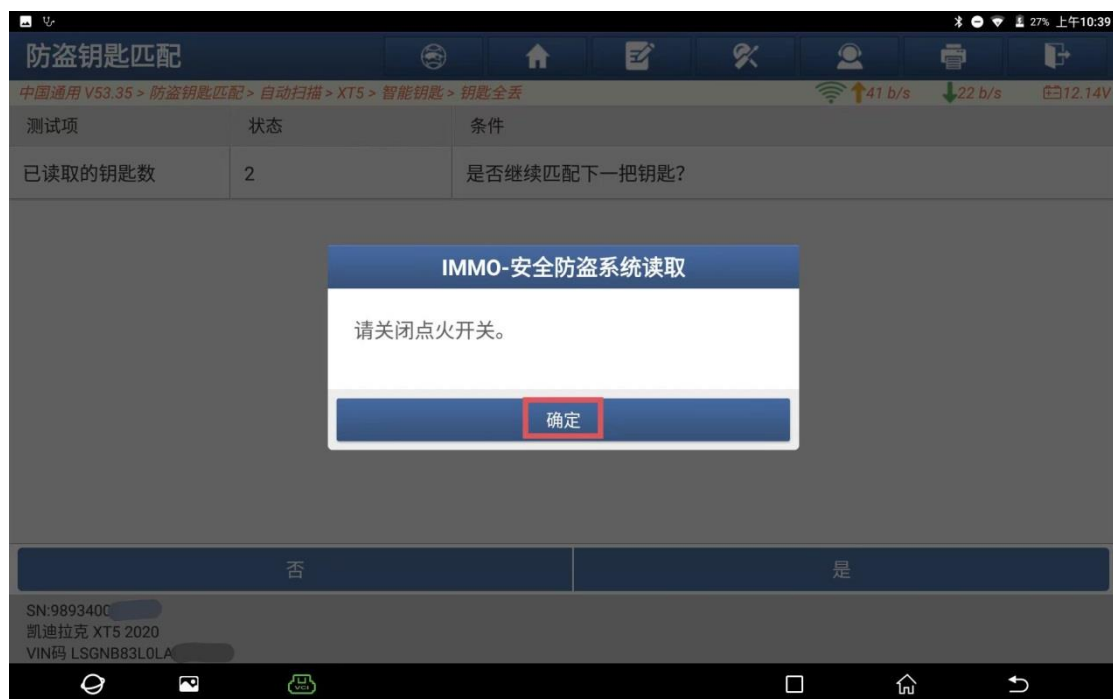 27% 上午10:39
防盗钥匙匹配
中国通用 V53.35 > 防盗钥匙匹配 > 自动扫描 > XT5 > 智能钥匙 > 钥匙全丢 41 b/s 22 b/s 12.14V
测试项 状态 条件
已读取的钥匙数 2 是否继续匹配下一把钥匙?
IMMO-安全防盗系统读取
请关闭点火开关。
确定
否 是
SN:9893400
凯迪拉克 XT5 2020
VIN码 LSGNB83L0LA
VCI